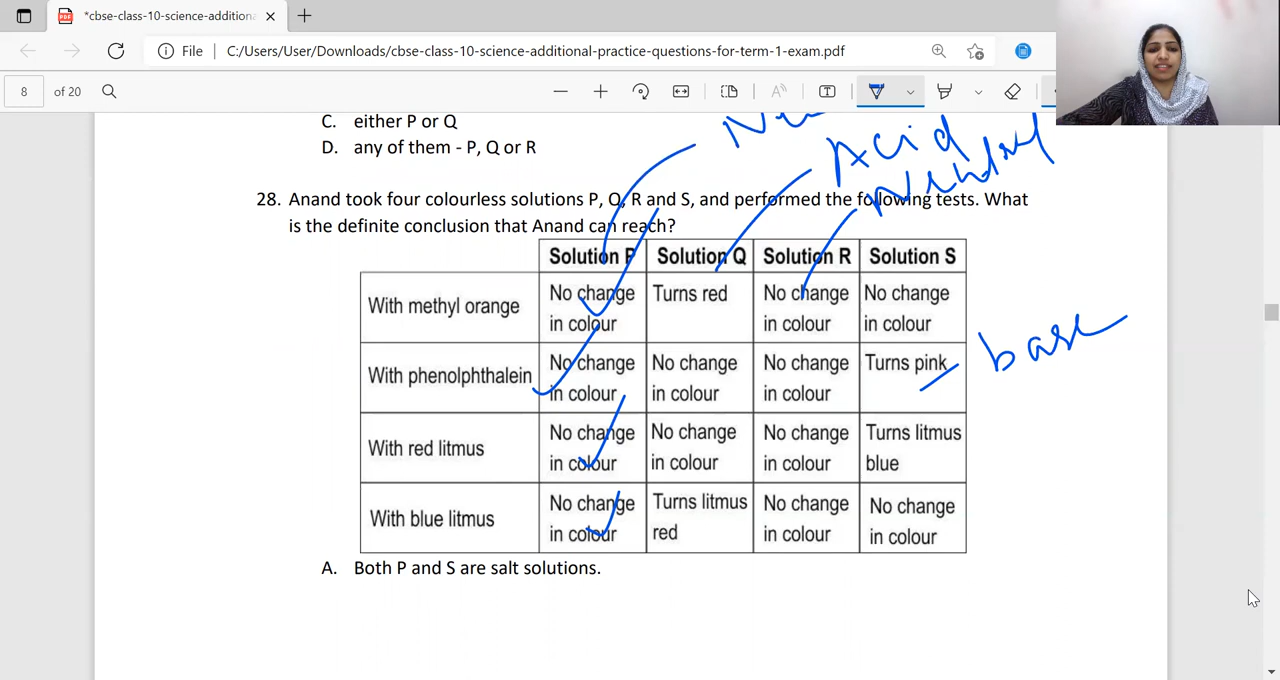 *cbse-class-10-science-additiona
File C:/Users/User/Downloads/cbse-class-10-science-additional-practice-questions-for-term-1-exam.pdf
8 of 20
C. either P or Q
D. any of them - P, Q or R
Acid
Neutral
28. Anand took four colourless solutions P, Q, R and S, and performed the following tests. What
is the definite conclusion that Anand can reach?
Solution P Solution Q Solution R Solution S
With methyl orange No change in colour Turns red No change in colour No change in colour
With phenolphthalein No change in colour No change in colour No change in colour Turns pink base
With red litmus No change in colour No change in colour No change in colour Turns litmus blue
With blue litmus No change in colour Turns litmus red No change in colour No change in colour
A. Both P and S are salt solutions.